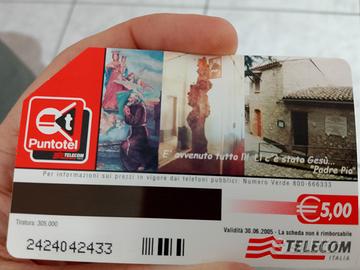 Puntotel
TELECOM
E' avvenuto tutto lì. Lì c'è stato Gesù...
"Padre Pio"
Per informazioni sui prezzi in vigore dai telefoni pubblici: Numero Verde 800-666333
€5,00
Tiratura: 305.000
Validità 30.06.2005 - La scheda non è rimborsabile
2424042433
TELECOM
ITALIA